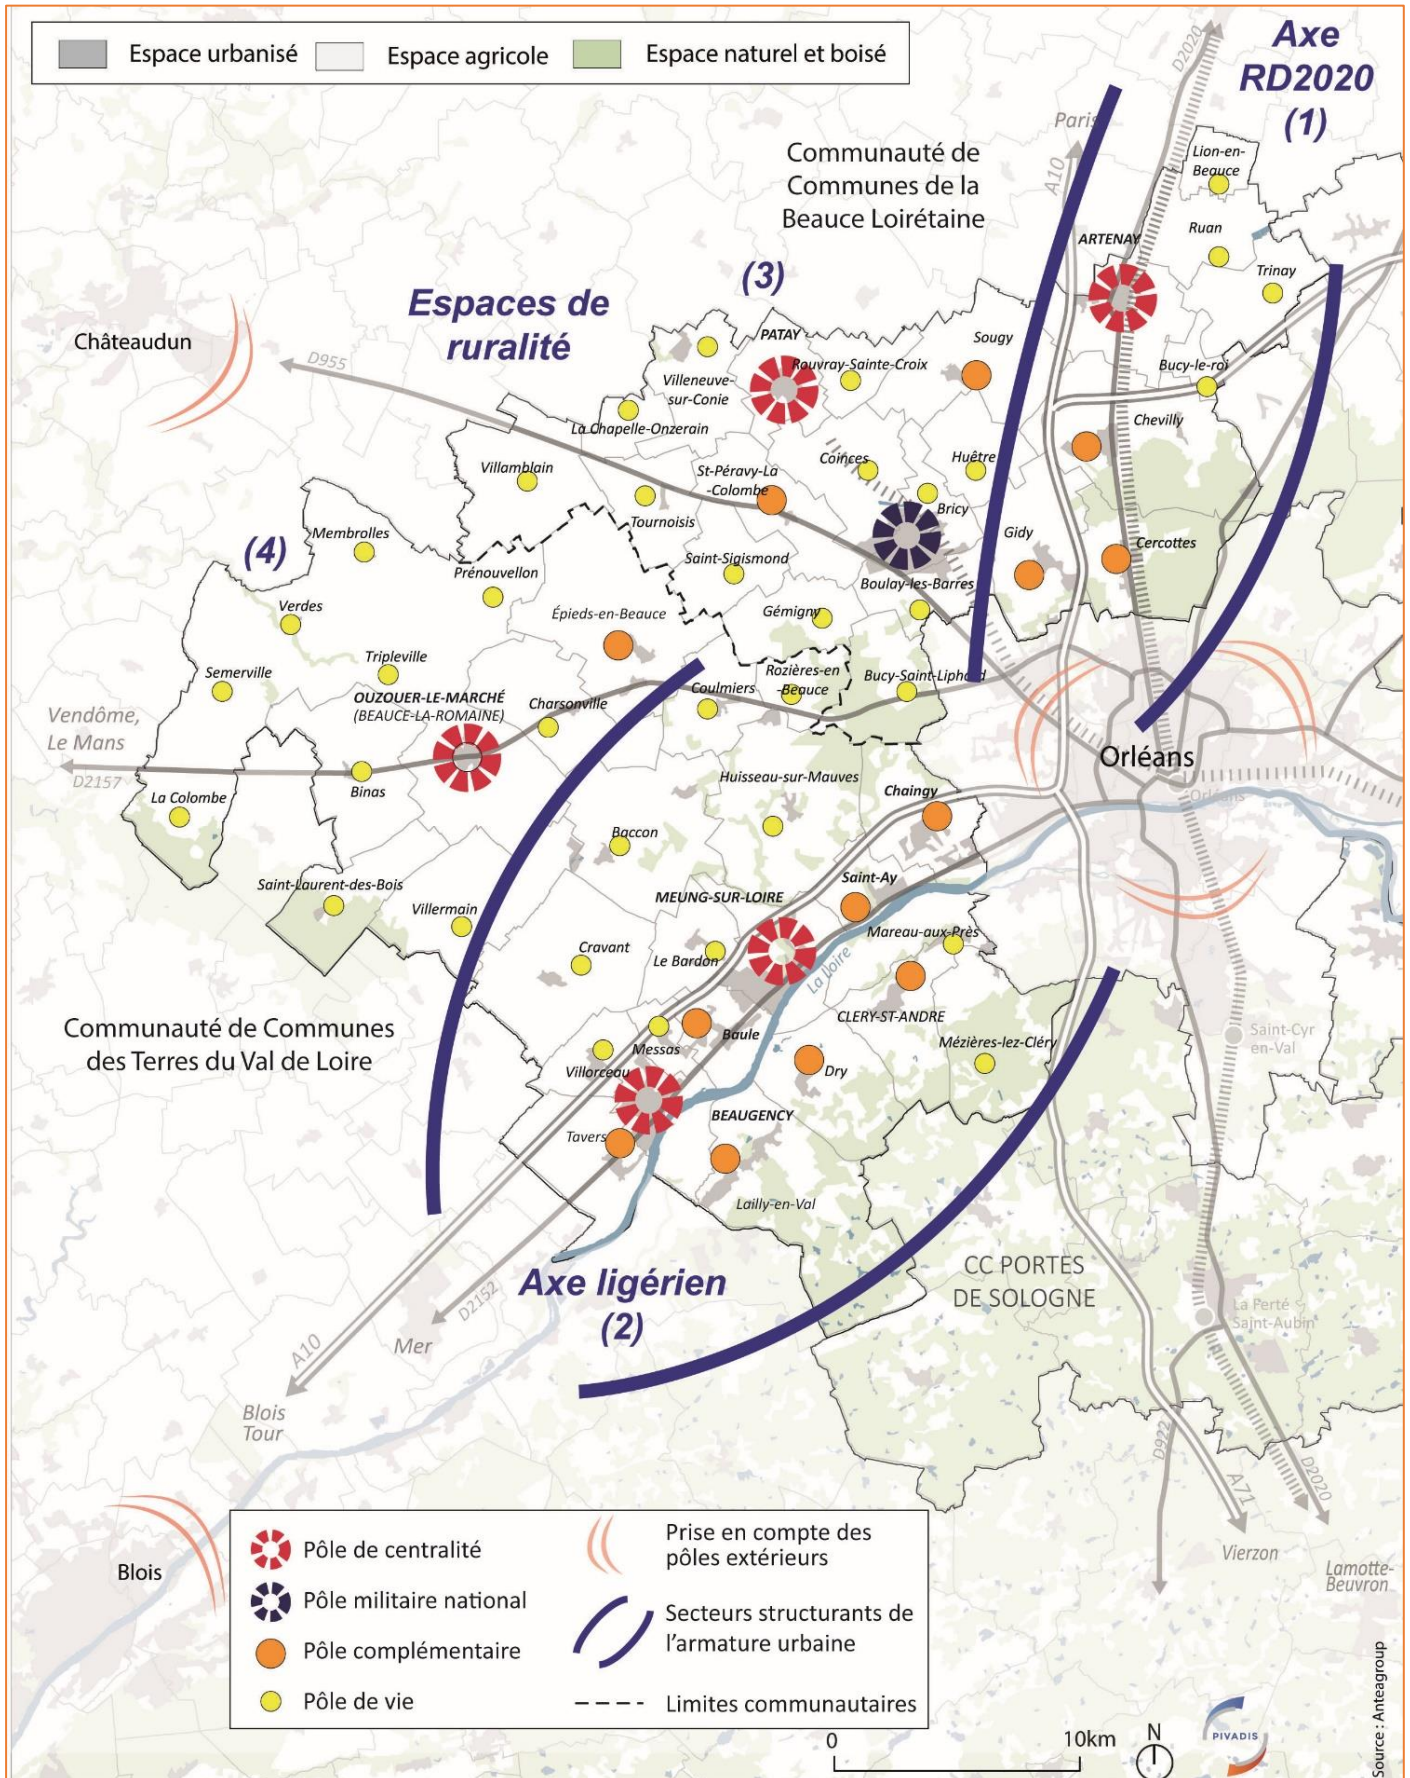 Espace urbanisé
Espace agricole
Espace naturel et boisé
Axe
RD2020
(1)
D2020
Paris
A10
Communauté de
Communes de la
Beauce Loirétaine
Lion-en-
Beauce
Ruan
ARTENAY
Trinay
(3)
Espaces de
ruralité
Châteaudun
D955
PATAY
Rouvray-Sainte-Croix
Sougy
Villeneuve-
sur-Conie
Bucy-le-roi
La Chapelle-Onzerain
Chevilly
Villamblain
St-Péravy-La
-Colombe
Coinces
Huêtre
Tournoisis
Bricy
Membrolles
(4)
Gidy
Cercottes
Prénouvellon
Saint-Sigismond
Boulay-les-Barres
Verdes
Épieds-en-Beauce
Gémigny
Semerville
Tripleville
Rozières-en
-Beauce
Bucy-Saint-Liphard
OUZOUER-LE-MARCHÉ
(BEAUCE-LA-ROMAINE)
Charsonville
Coulmiers
Vendôme,
Le Mans
D2157
Binas
La Colombe
Orléans
Orléans
Huisseau-sur-Mauves
Chaingy
Baccon
Saint-Laurent-des-Bois
Villermain
MEUNG-SUR-LOIRE
Saint-Ay
Mareau-aux-Près
Cravant
Le Bardon
La Loire
CLERY-ST-ANDRE
Communauté de Communes
des Terres du Val de Loire
Baule
Messas
Mézières-lez-Cléry
Saint-Cyr
en-Val
Villorceau
Dry
BEAUGENCY
Tavers
Lailly-en-Val
CC PORTES
DE SOLOGNE
Axe ligérien
(2)
D2152
Mer
A10
La Ferté
Saint-Aubin
Blois
Tour
D922
A71
D2020
Vierzon
Lamotte-
Beuvron
Blois
Pôle de centralité
Pôle militaire national
Pôle complémentaire
Pôle de vie
Prise en compte des
pôles extérieurs
Secteurs structurants de
l'armature urbaine
Limites communautaires
0
10km
N
PIVADIS
Source : Anteagroup